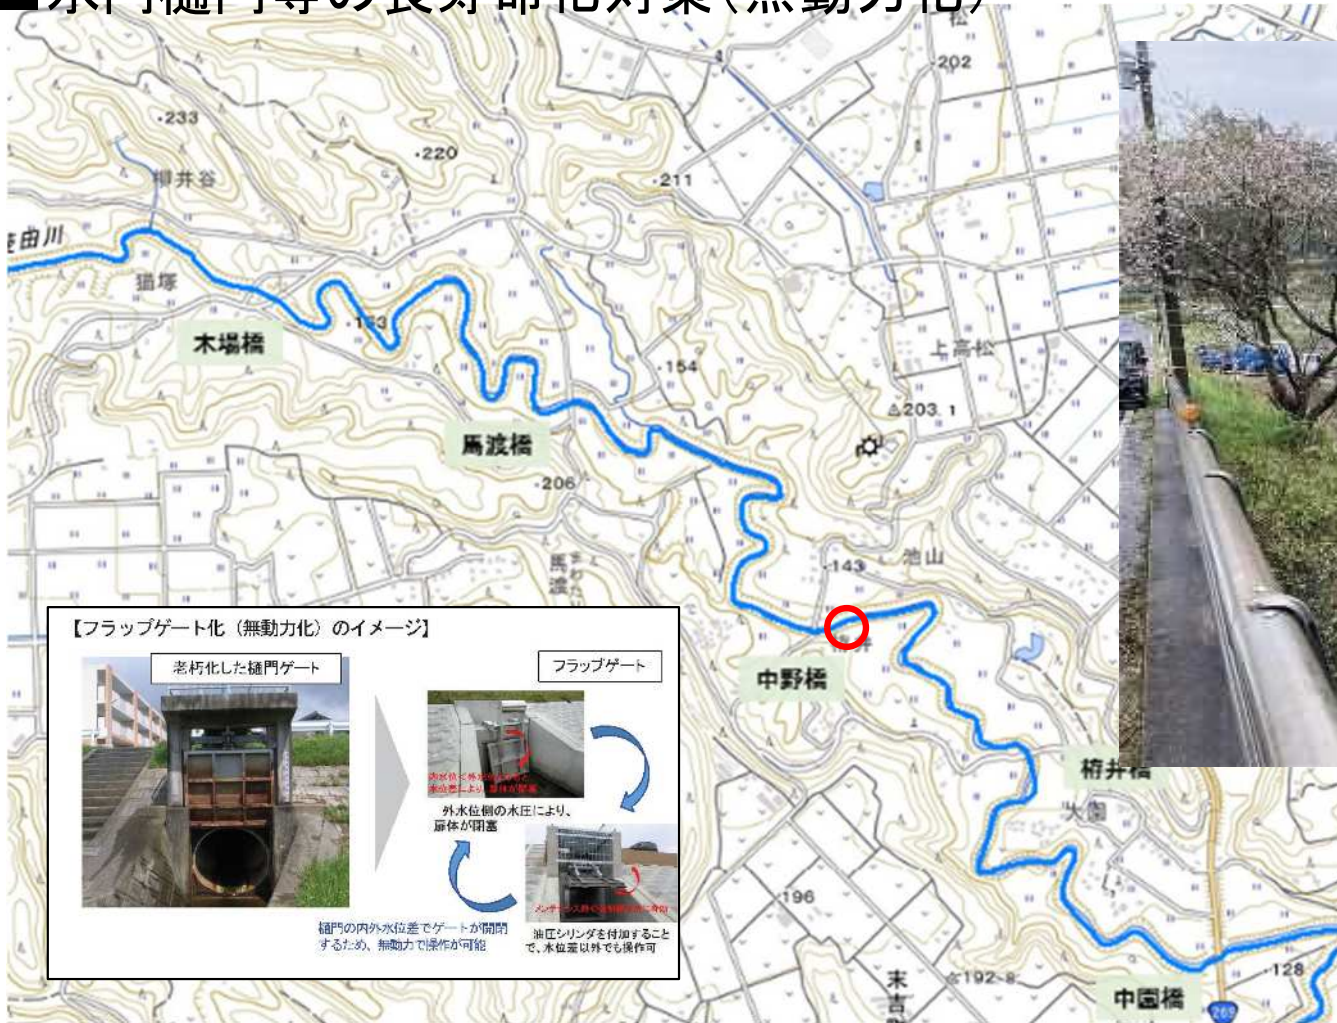 ■水門樋門等の長寿命化対策(無動力化)
松
・202
・233
・220
柳井谷
・211
猫塚
木場橋
・154
上高松
203.1
馬渡橋
・206
馬渡
池山
・143
中野橋
【フラップゲート化（無動力化）のイメージ】
老朽化した樋門ゲート
フラップゲート
外水位側の水圧により、
扉体が閉塞
樋門の内外水位差でゲートが開閉
するため、無動力で操作が可能
油圧シリンダを付加すること
で、水位差以外でも操作可
大園
・196
末吉
192.8
・128
中園橋
269